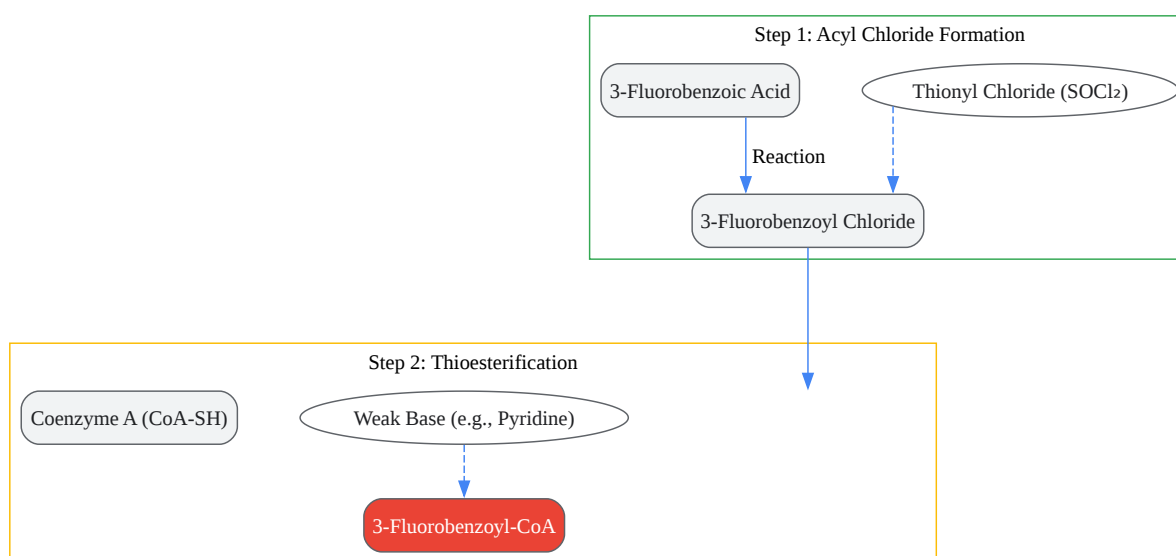 Step 1: Acyl Chloride Formation
3-Fluorobenzoic Acid
Thionyl Chloride (SOCl₂)
Reaction
3-Fluorobenzoyl Chloride
Step 2: Thioesterification
Coenzyme A (CoA-SH)
Weak Base (e.g., Pyridine)
3-Fluorobenzoyl-CoA